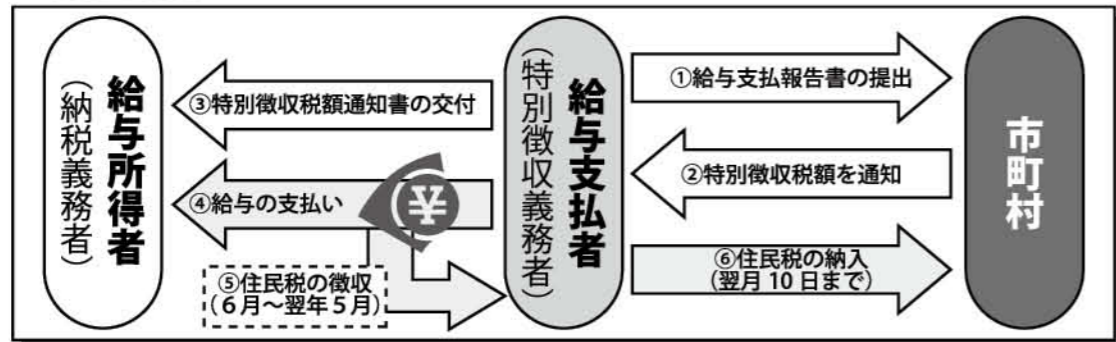 給与所得者
（納税義務者）
③特別徴収税額通知書の交付
④給与の支払い
¥
⑤住民税の徴収
（６月～翌年５月）
給与支払者
（特別徴収義務者）
①給与支払報告書の提出
②特別徴収税額を通知
⑥住民税の納入
（翌月 10 日まで）
市町村